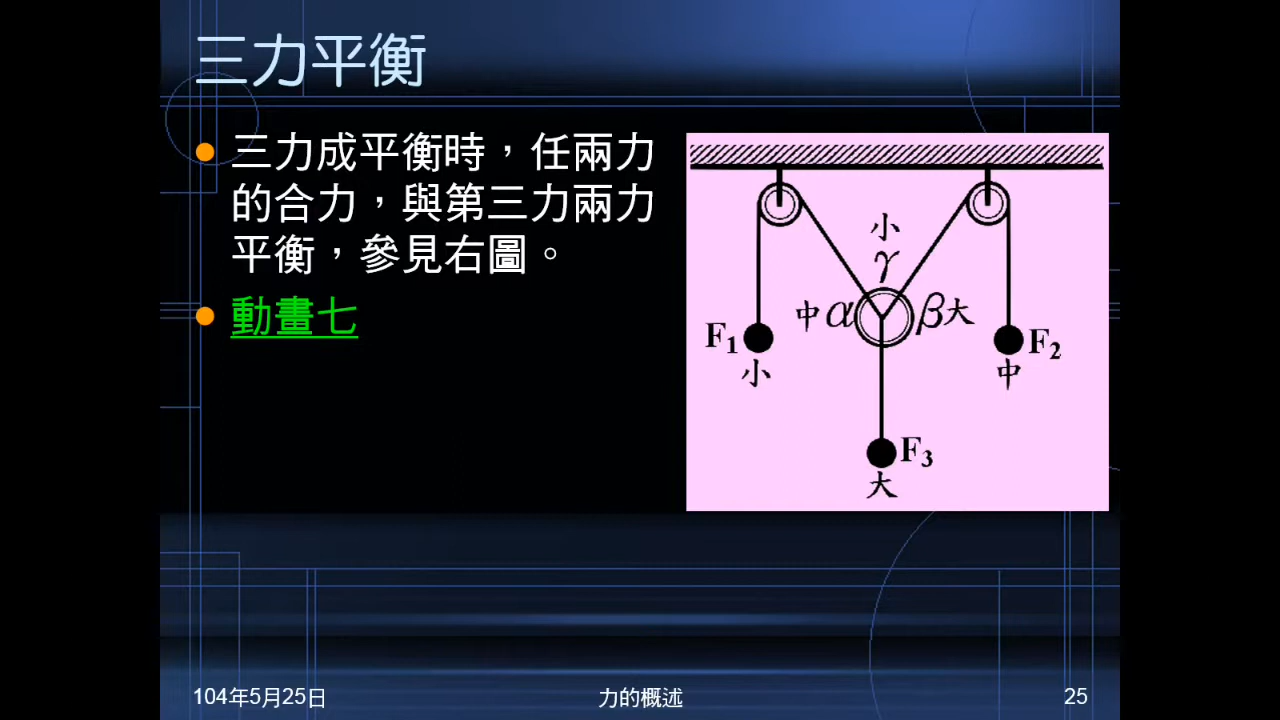 三力平衡
三力成平衡時，任兩力
的合力，與第三力兩力
平衡，參見右圖。
動畫七
小
γ
中α
β大
F1
小
F2
中
F3
大
104年5月25日
力的概述
25